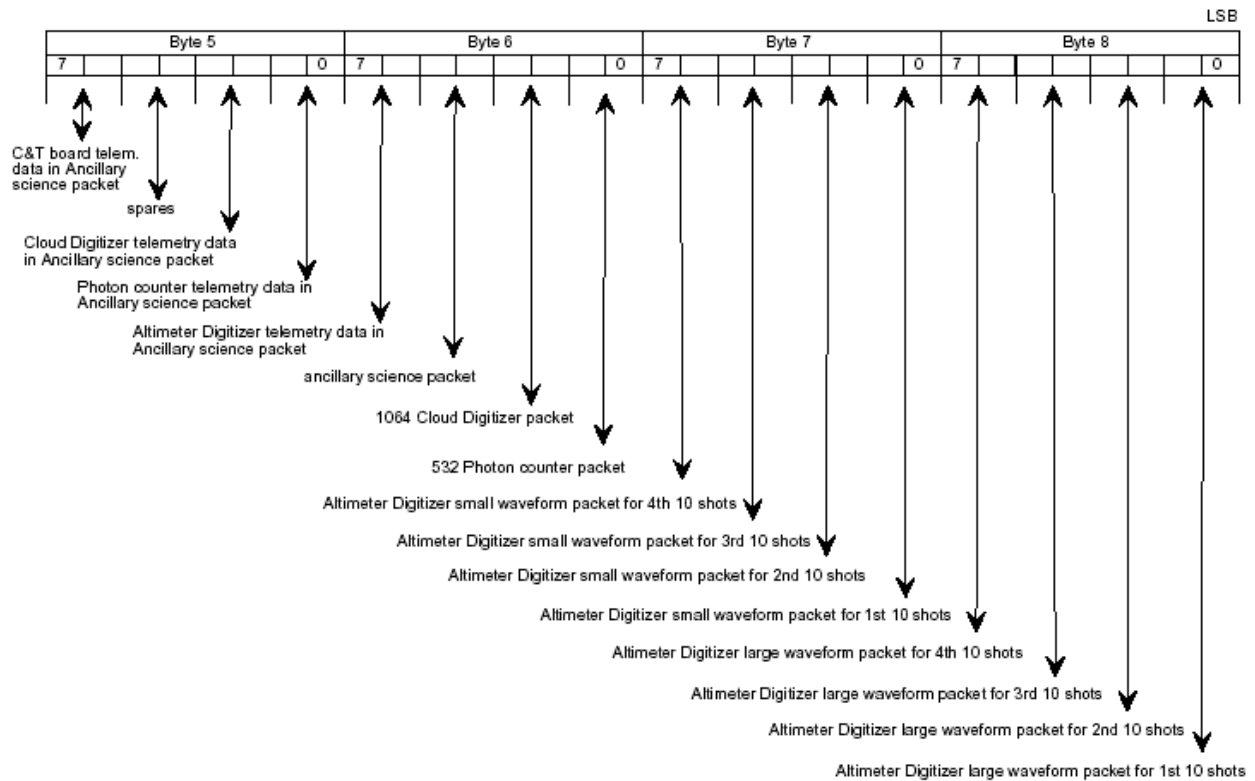 LSB
Byte 5 Byte 6 Byte 7 Byte 8
7 0 7 0 7 0 7 0
C&T board telem.
data in Ancillary
science packet
spares
Cloud Digitizer telemetry data
in Ancillary science packet
Photon counter telemetry data in
Ancillary science packet
Altimeter Digitizer telemetry data in
Ancillary science packet
ancillary science packet
1064 Cloud Digitizer packet
532 Photon counter packet
Altimeter Digitizer small waveform packet for 4th 10 shots
Altimeter Digitizer small waveform packet for 3rd 10 shots
Altimeter Digitizer small waveform packet for 2nd 10 shots
Altimeter Digitizer small waveform packet for 1st 10 shots
Altimeter Digitizer large waveform packet for 4th 10 shots
Altimeter Digitizer large waveform packet for 3rd 10 shots
Altimeter Digitizer large waveform packet for 2nd 10 shots
Altimeter Digitizer large waveform packet for 1st 10 shots